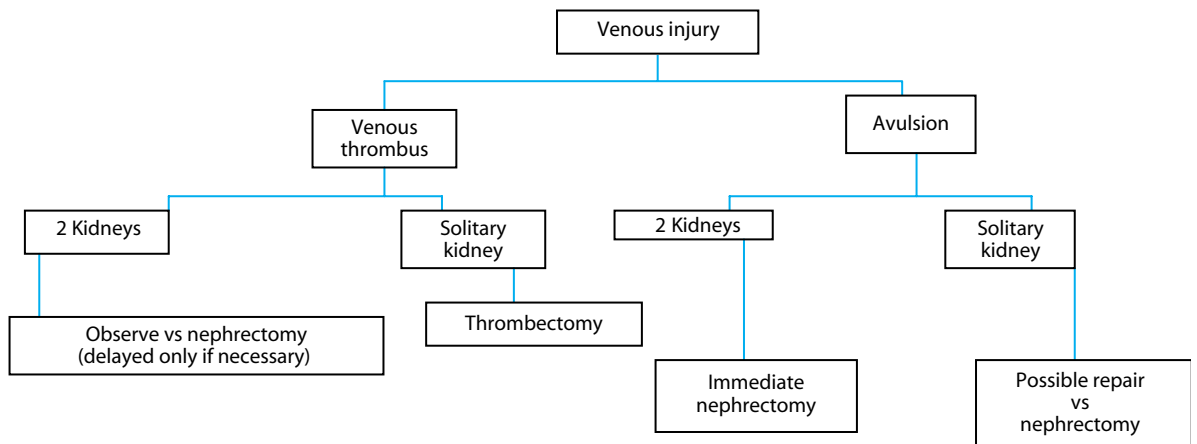 Venous injury
Venous
thrombus
Avulsion
2 Kidneys
Solitary
kidney
2 Kidneys
Solitary
kidney
Observe vs nephrectomy
(delayed only if necessary)
Thrombectomy
Immediate
nephrectomy
Possible repair
vs
nephrectomy